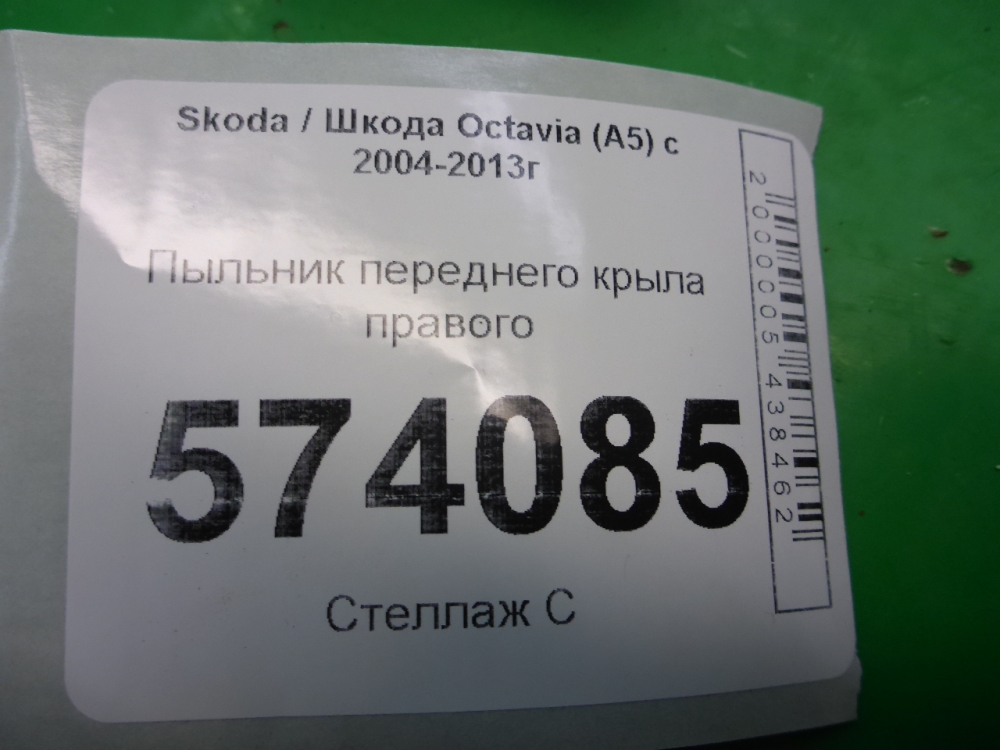 Skoda / Шкода Octavia (A5) с
2004-2013г
Пыльник переднего крыла
правого
574085
Стеллаж С
2000005438462